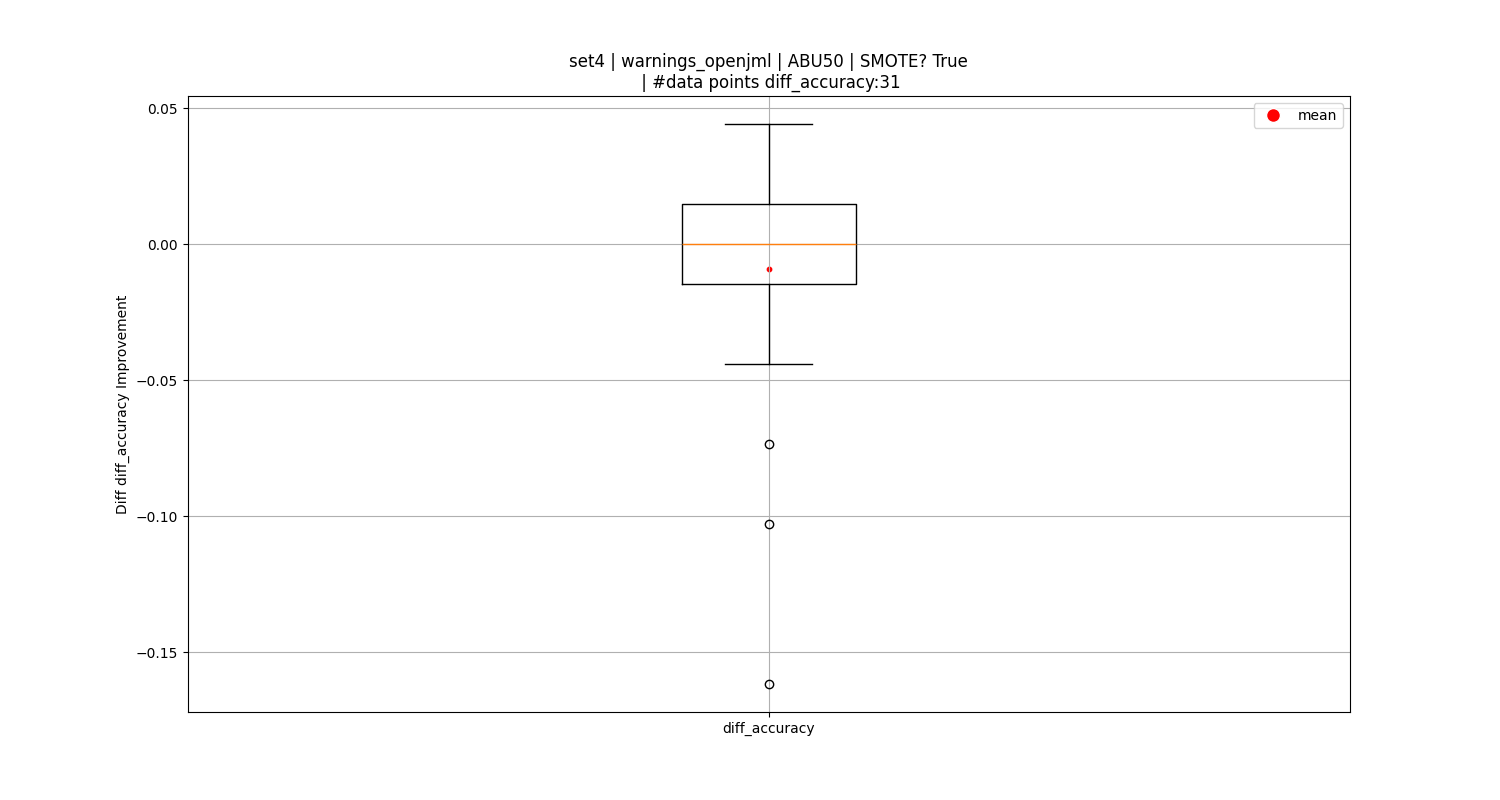 set4 | warnings_openjml | ABU50 | SMOTE? True
| #data points diff_accuracy:31
mean
0.05
0.00
−0.05
−0.10
−0.15
Diff diff_accuracy Improvement
diff_accuracy